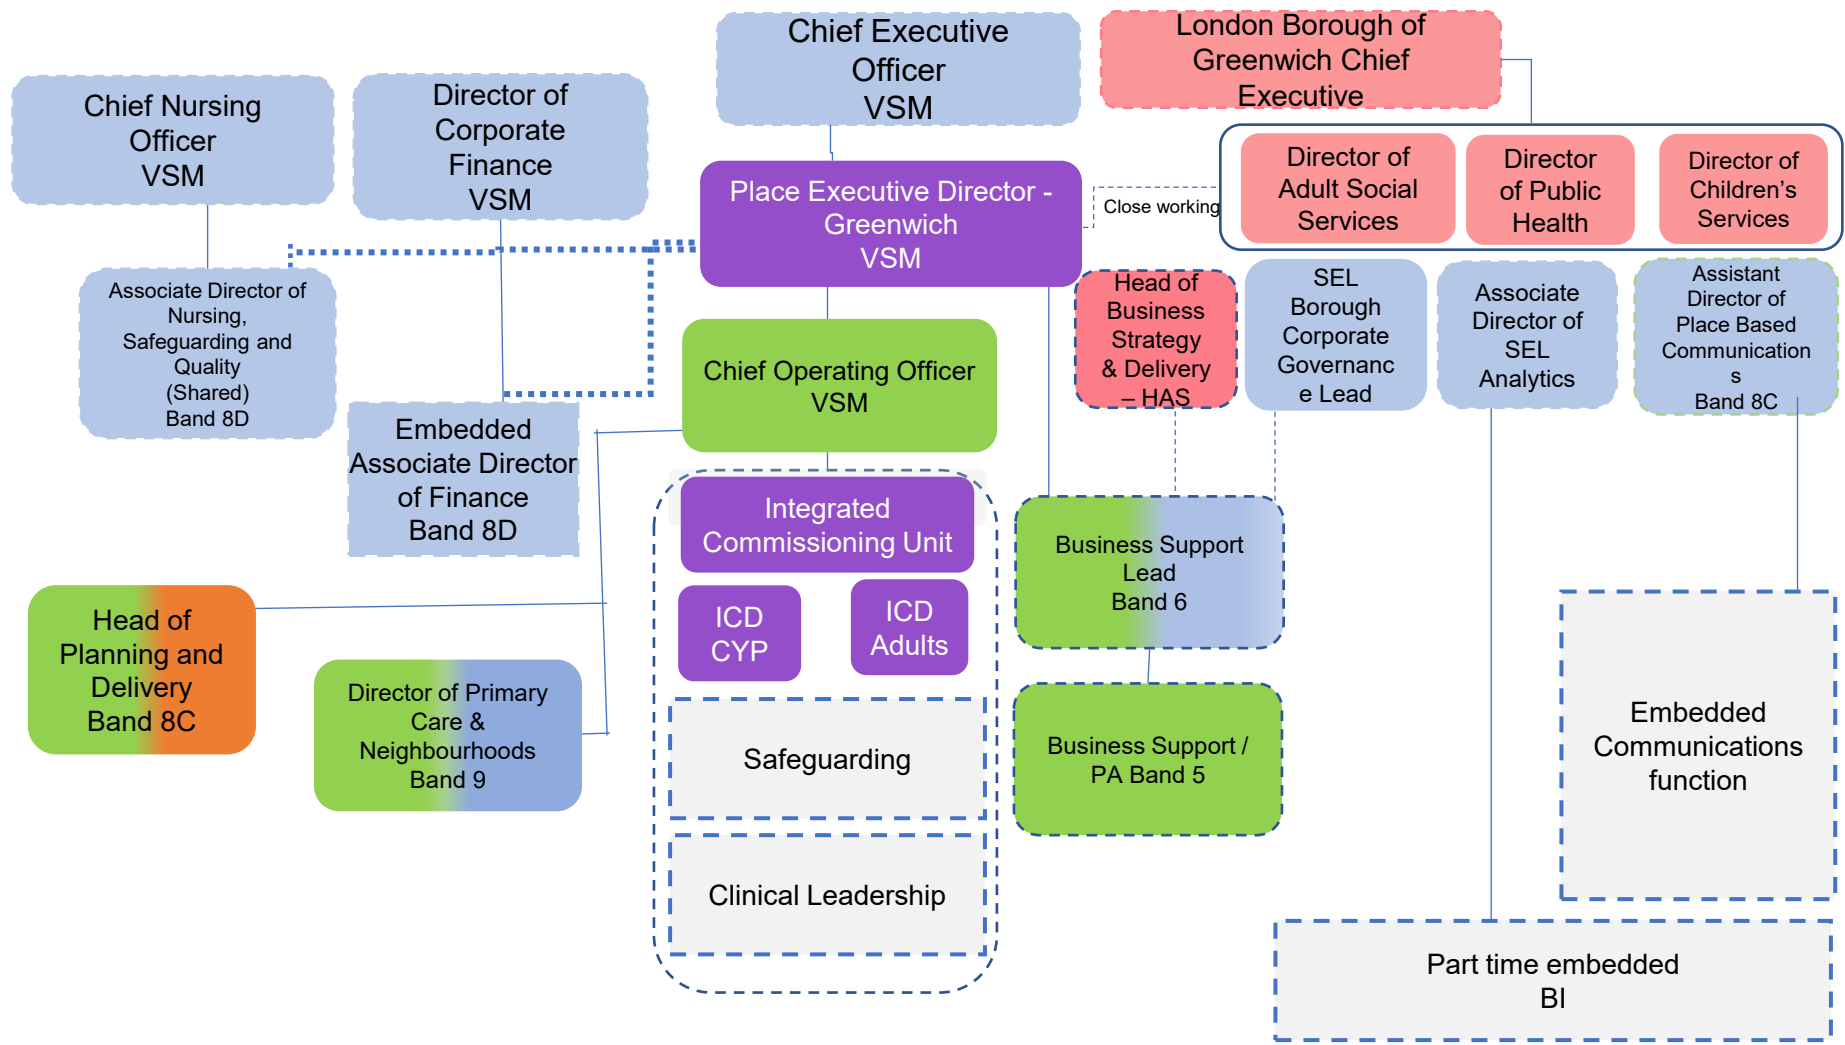 Chief Executive
Officer
VSM
London Borough of
Greenwich Chief
Executive
Chief Nursing
Officer
VSM
Director of
Corporate
Finance
VSM
Place Executive Director -
Greenwich
VSM
Close working
Director of
Adult Social
Services
Director
of Public
Health
Director of
Children’s
Services
Associate Director of
Nursing,
Safeguarding and
Quality
(Shared)
Band 8D
Embedded
Associate Director
of Finance
Band 8D
Chief Operating Officer
VSM
Head of
Business
Strategy
& Delivery
– HAS
SEL
Borough
Corporate
Governanc
e Lead
Associate
Director of
SEL
Analytics
Assistant
Director of
Place Based
Communication
s
Band 8C
Integrated
Commissioning Unit
ICD
CYP
ICD
Adults
Business Support
Lead
Band 6
Head of
Planning and
Delivery
Band 8C
Director of Primary
Care &
Neighbourhoods
Band 9
Safeguarding
Business Support /
PA Band 5
Embedded
Communications
function
Clinical Leadership
Part time embedded
BI